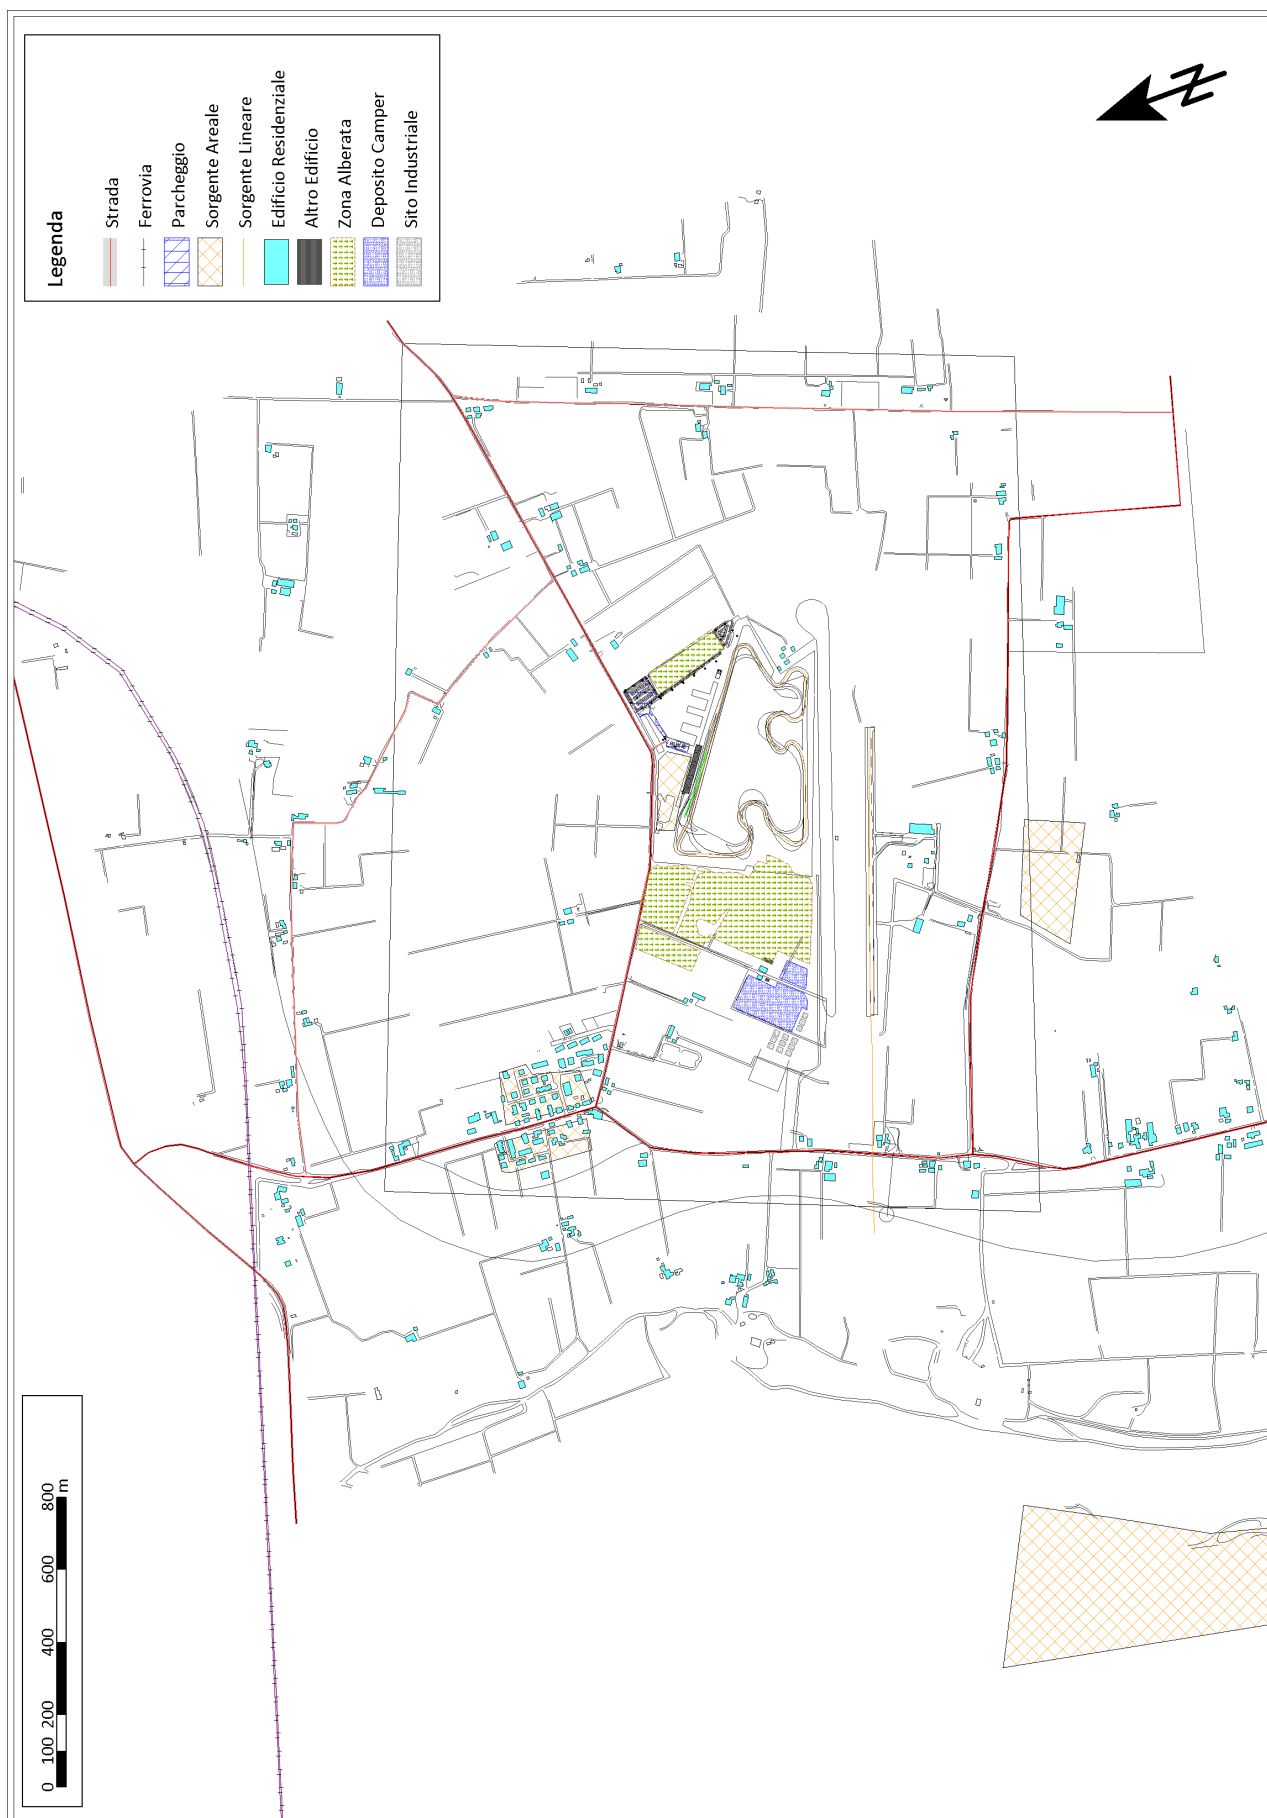 Legenda
Strada
Ferrovia
Parcheggio
Sorgente Areale
Sorgente Lineare
Edificio Residenziale
Altro Edificio
Zona Alberata
Deposito Camper
Sito Industriale
N
0 100 200 400 600 800
m